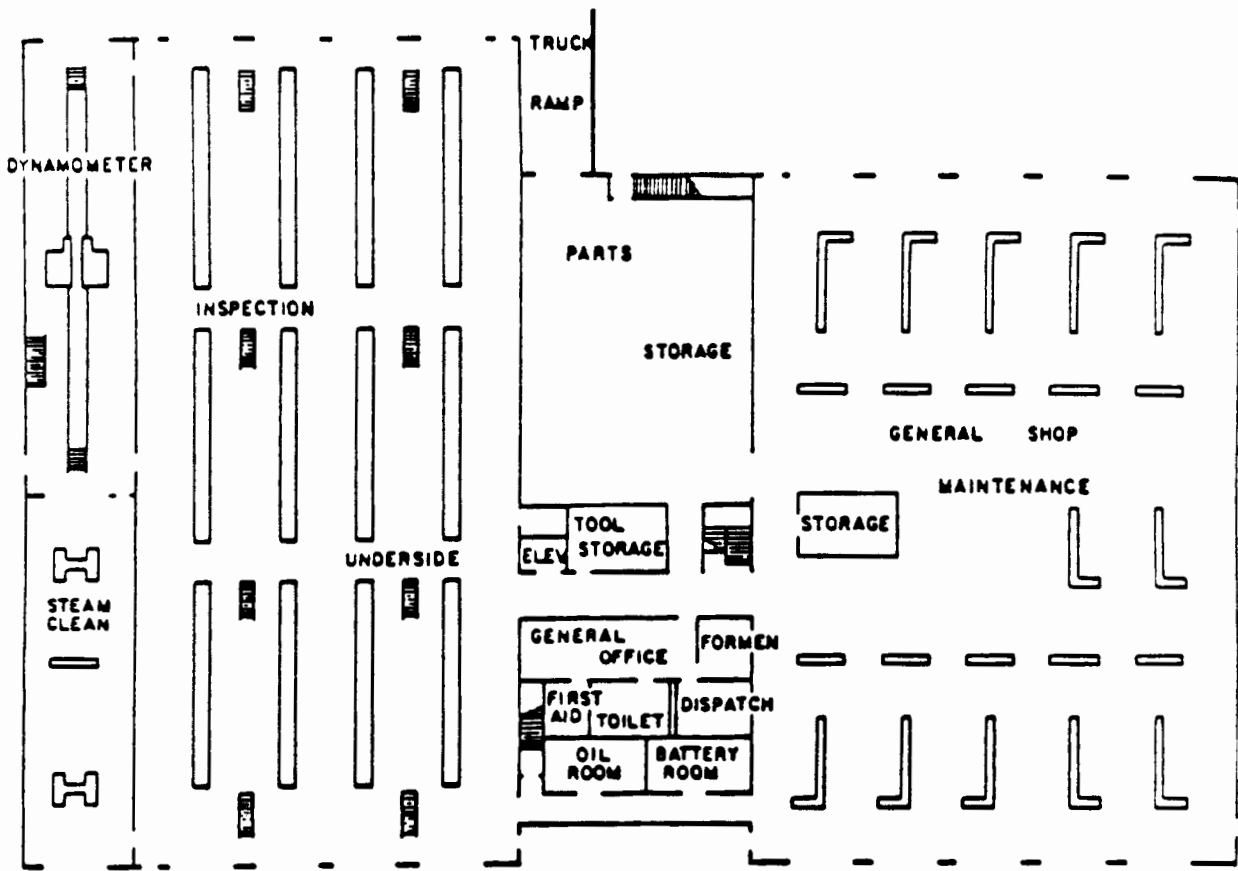 TRUCK
RAMP
DYNAMOMETER
PARTS
INSPECTION
STORAGE
GENERAL SHOP
MAINTENANCE
TOOL
STORAGE
STORAGE
ELEV
UNDERSIDE
STEAM
CLEAN
GENERAL
OFFICE
FORMEN
FIRST
AID
TOILET
DISPATCH
OIL
ROOM
BATTERY
ROOM